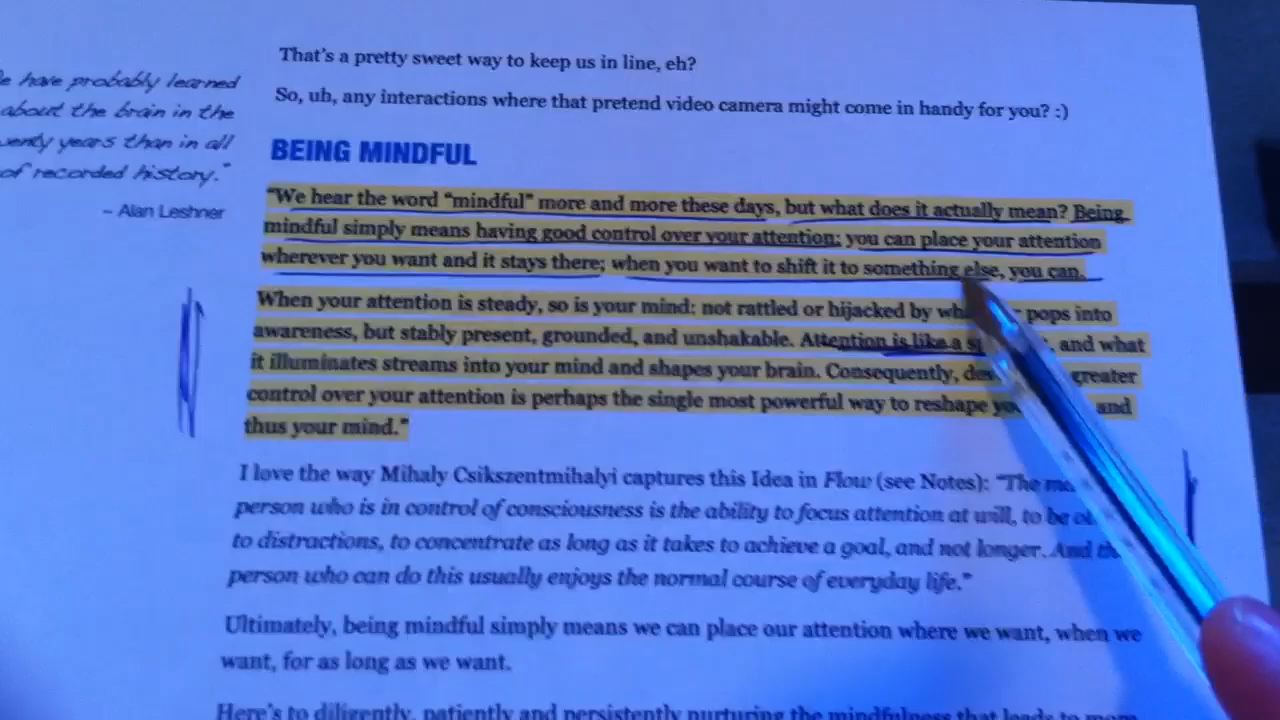 That's a pretty sweet way to keep us in line, eh?
So, uh, any interactions where that pretend video camera might come in handy for you? :)
have probably learned
about the brain in the
years than in all
of recorded history."
– Alan Leshner
BEING MINDFUL
"We hear the word "mindful" more and more these days, but what does it actually mean? Being
mindful simply means having good control over your attention: you can place your attention
wherever you want and it stays there; when you want to shift it to something else, you can.
When your attention is steady, so is your mind: not rattled or hijacked by pops into
awareness, but stably present, grounded, and unshakable. Attention is like a and what
it illuminates streams into your mind and shapes your brain. Consequently, greater
control over your attention is perhaps the single most powerful way to reshape and
thus your mind."
I love the way Mihaly Csikszentmihalyi captures this Idea in Flow (see Notes): "The
person who is in control of consciousness is the ability to focus attention at will, to be
to distractions, to concentrate as long as it takes to achieve a goal, and not longer. And
person who can do this usually enjoys the normal course of everyday life."
Ultimately, being mindful simply means we can place our attention where we want, when we
want, for as long as we want.
Here's to diligently, patiently and persistently nurturing the mindfulness that leads to more